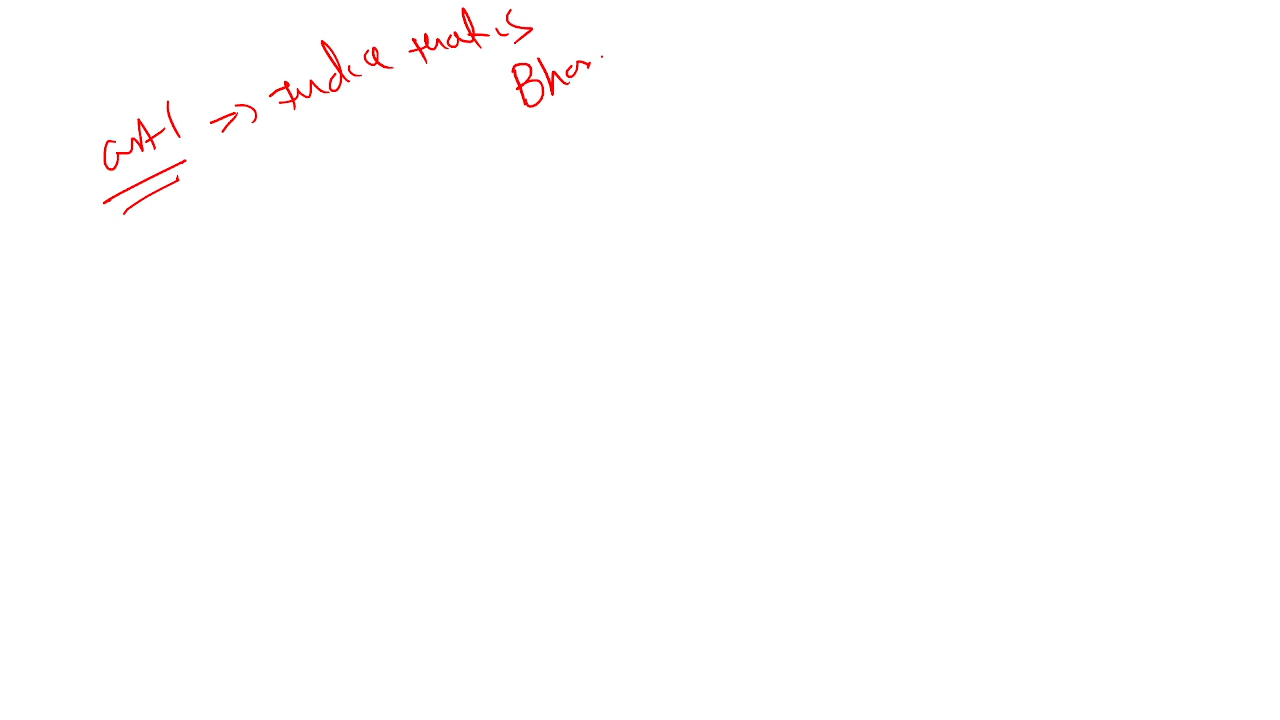 art 1 => India that is
Bhar.